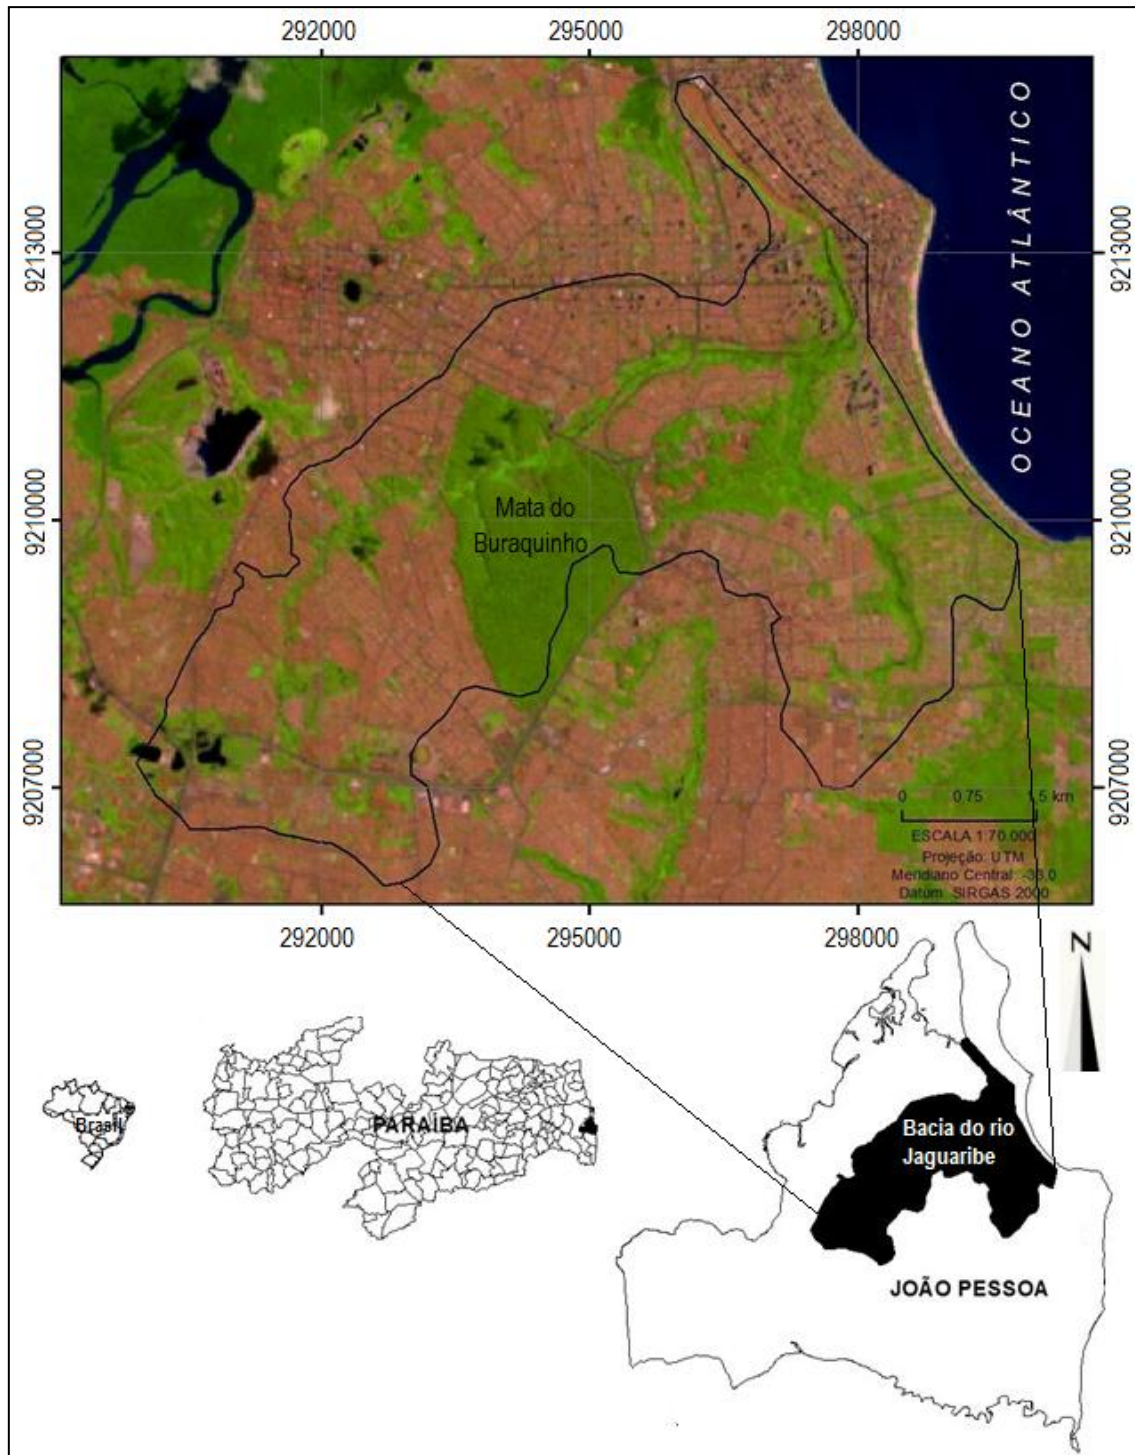 292000 295000 298000
OCEANO ATLÂNTICO
9213000 9213000
Mata do
Buraquinho
9210000 9210000
9207000 9207000
0 0.75 1,5 km
ESCALA 1:70.000
Projeção: UTM
Meridiano Central: -33,0
Datum: SIRGAS 2000
292000 295000 298000
N
Brasil
PARAÍBA
Bacia do rio
Jaguaribe
JOÃO PESSOA